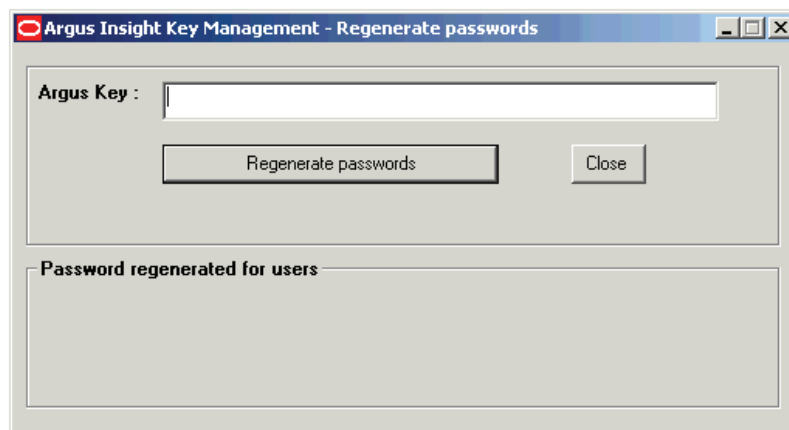 Argus Insight Key Management - Regenerate passwords
Argus Key :
Regenerate passwords Close
Password regenerated for users